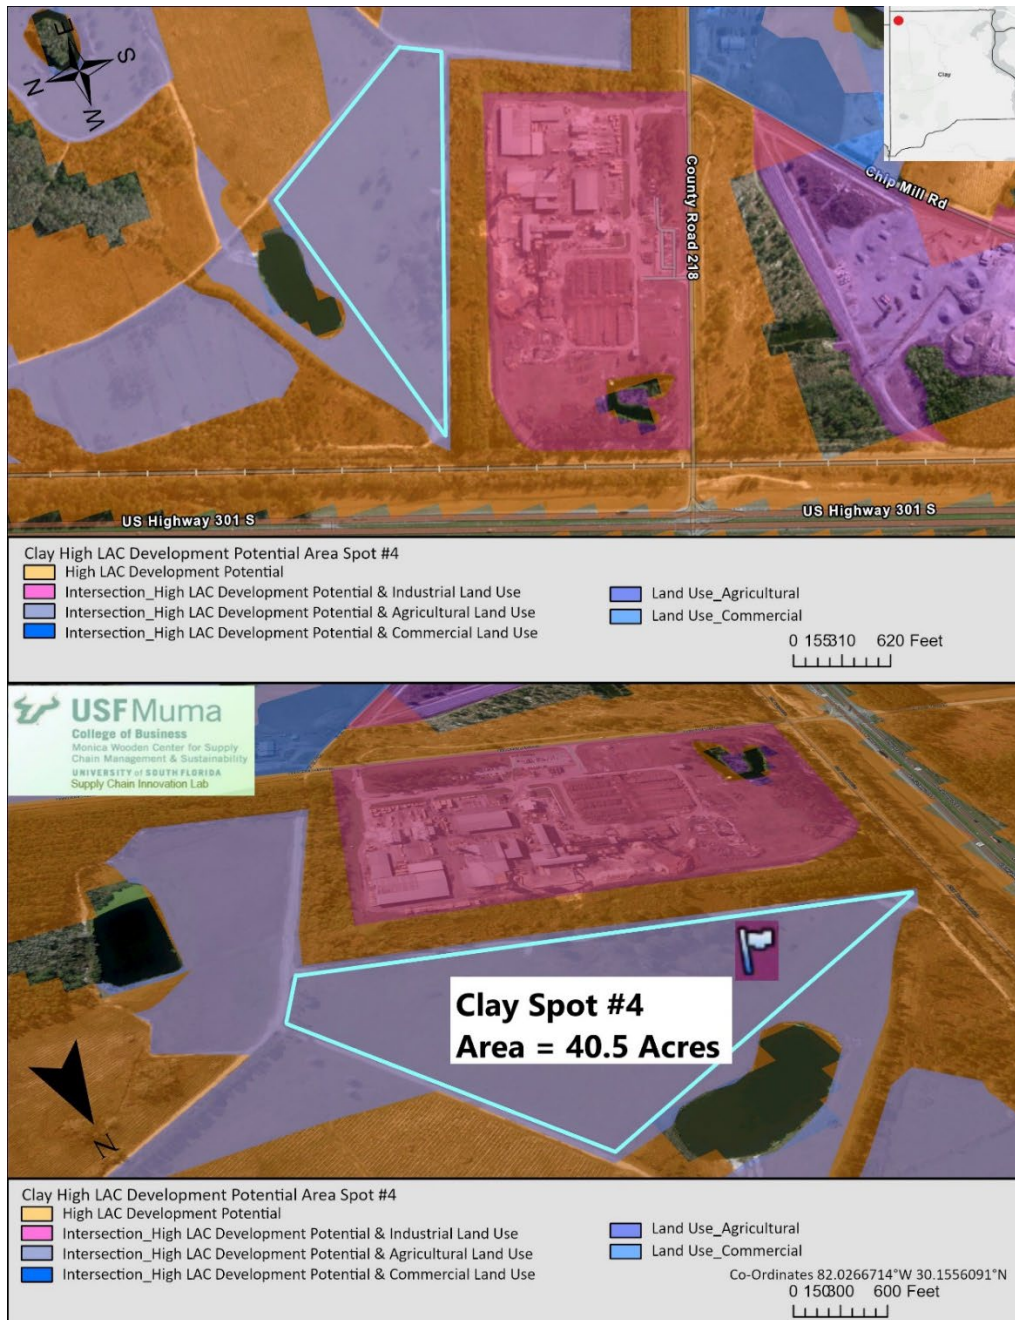 E
S
N
W
Clay
Chip Mill Rd
County Road 218
US Highway 301 S
US Highway 301 S
Clay High LAC Development Potential Area Spot #4
High LAC Development Potential
Intersection_High LAC Development Potential & Industrial Land Use
Intersection_High LAC Development Potential & Agricultural Land Use
Intersection_High LAC Development Potential & Commercial Land Use
Land Use_Agricultural
Land Use_Commercial
0 155310 620 Feet
USF Muma
College of Business
Monica Wooden Center for Supply
Chain Management & Sustainability
UNIVERSITY of SOUTH FLORIDA
Supply Chain Innovation Lab
Clay Spot #4
Area = 40.5 Acres
N
Clay High LAC Development Potential Area Spot #4
High LAC Development Potential
Intersection_High LAC Development Potential & Industrial Land Use
Intersection_High LAC Development Potential & Agricultural Land Use
Intersection_High LAC Development Potential & Commercial Land Use
Land Use_Agricultural
Land Use_Commercial
Co-Ordinates 82.0266714°W 30.1556091°N
0 150300 600 Feet